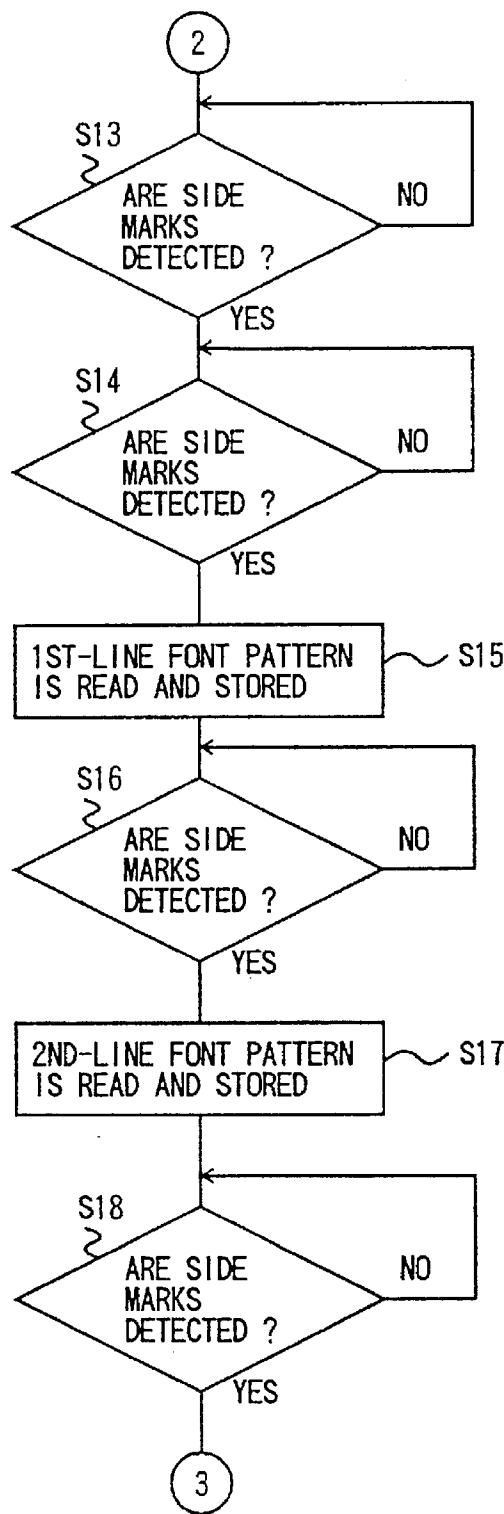 2
S13
ARE SIDE
MARKS
DETECTED ?
NO
YES
S14
ARE SIDE
MARKS
DETECTED ?
NO
YES
1ST-LINE FONT PATTERN
IS READ AND STORED
S15
S16
ARE SIDE
MARKS
DETECTED ?
NO
YES
2ND-LINE FONT PATTERN
IS READ AND STORED
S17
S18
ARE SIDE
MARKS
DETECTED ?
NO
YES
3